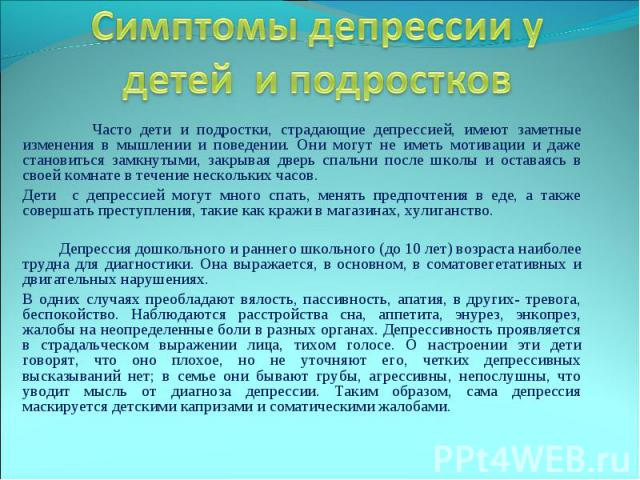 Симптомы депрессии у
детей и подростков
Часто дети и подростки, страдающие депрессией, имеют заметные
изменения в мышлении и поведении. Они могут не иметь мотивации и даже
становиться замкнутыми, закрывая дверь спальни после школы и оставаясь в
своей комнате в течение нескольких часов.
Дети с депрессией могут много спать, менять предпочтения в еде, а также
совершать преступления, такие как кражи в магазинах, хулиганство.
Депрессия дошкольного и раннего школьного (до 10 лет) возраста наиболее
трудна для диагностики. Она выражается, в основном, в соматовегетативных и
двигательных нарушениях.
В одних случаях преобладают вялость, пассивность, апатия, в других- тревога,
беспокойство. Наблюдаются расстройства сна, аппетита, энурез, энкопрез,
жалобы на неопределенные боли в разных органах. Депрессивность проявляется
в страдальческом выражении лица, тихом голосе. О настроении эти дети
говорят, что оно плохое, но не уточняют его, четких депрессивных
высказываний нет; в семье они бывают грубы, агрессивны, непослушны, что
уводит мысль от диагноза депрессии. Таким образом, сама депрессия
маскируется детскими капризами и соматическими жалобами.
PPt4WEB.ru